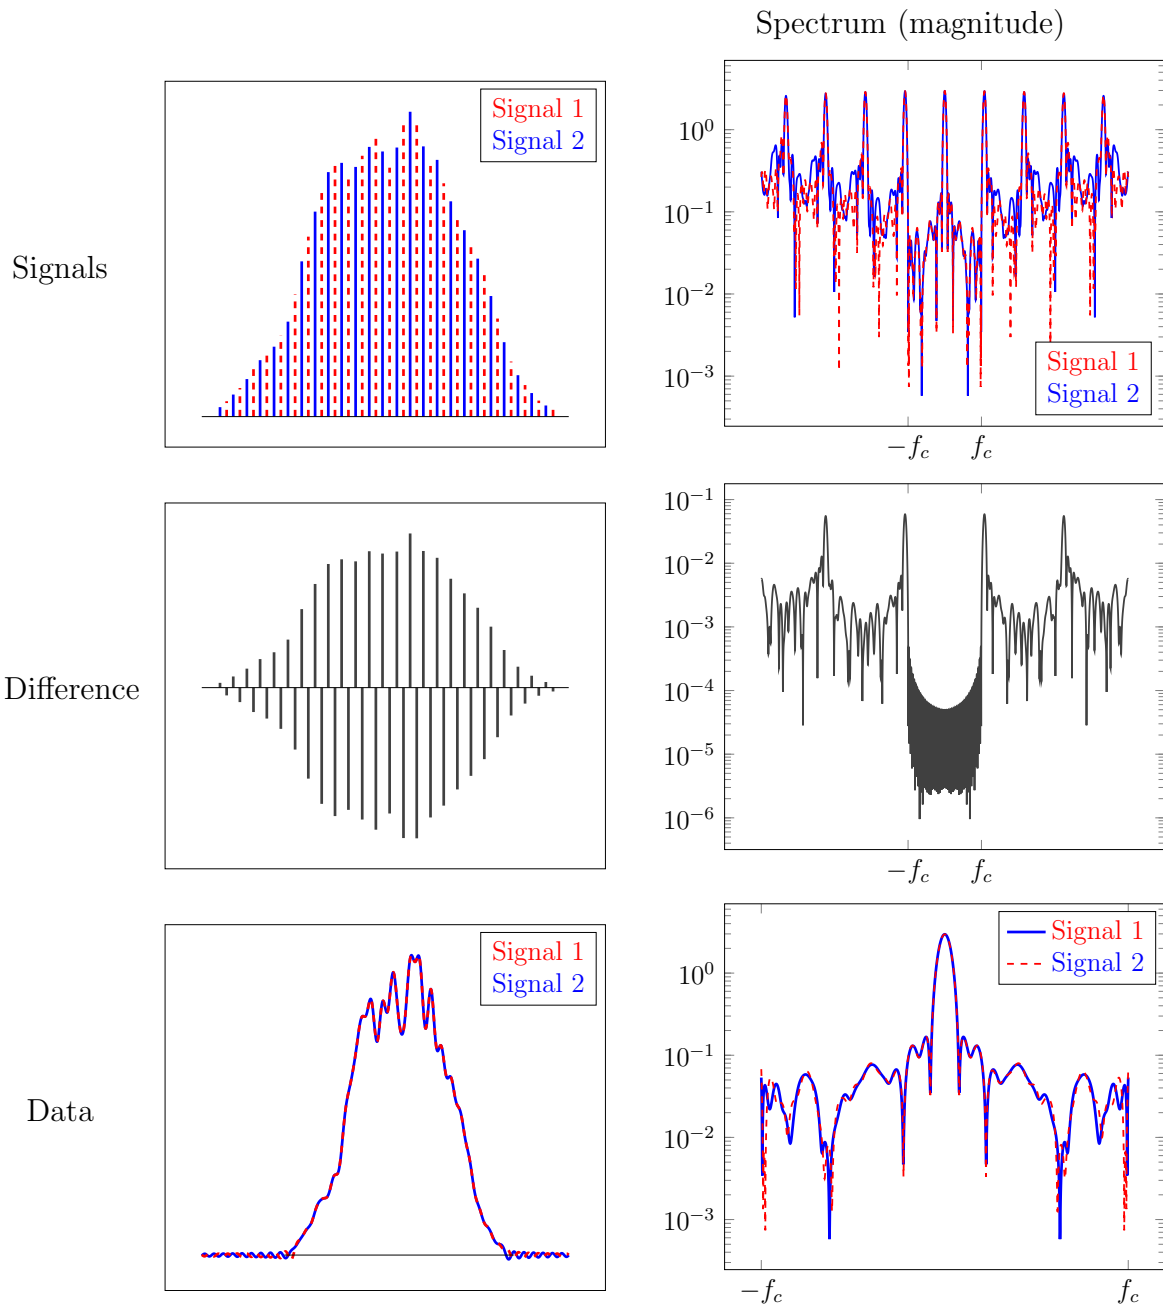 Spectrum (magnitude)
Signals
Signal 1
Signal 2
10^0
10^{-1}
10^{-2}
10^{-3}
Signal 1
Signal 2
-f_c
f_c
Difference
10^{-1}
10^{-2}
10^{-3}
10^{-4}
10^{-5}
10^{-6}
-f_c
f_c
Data
Signal 1
Signal 2
10^0
10^{-1}
10^{-2}
10^{-3}
Signal 1
Signal 2
-f_c
f_c